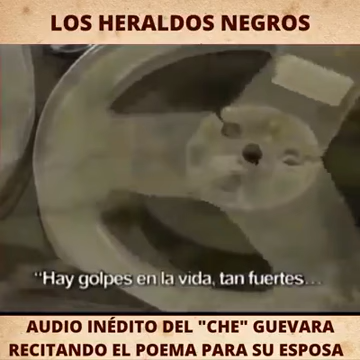 LOS HERALDOS NEGROS
“Hay golpes en la vida, tan fuertes...
AUDIO INÉDITO DEL "CHE" GUEVARA
RECITANDO EL POEMA PARA SU ESPOSA